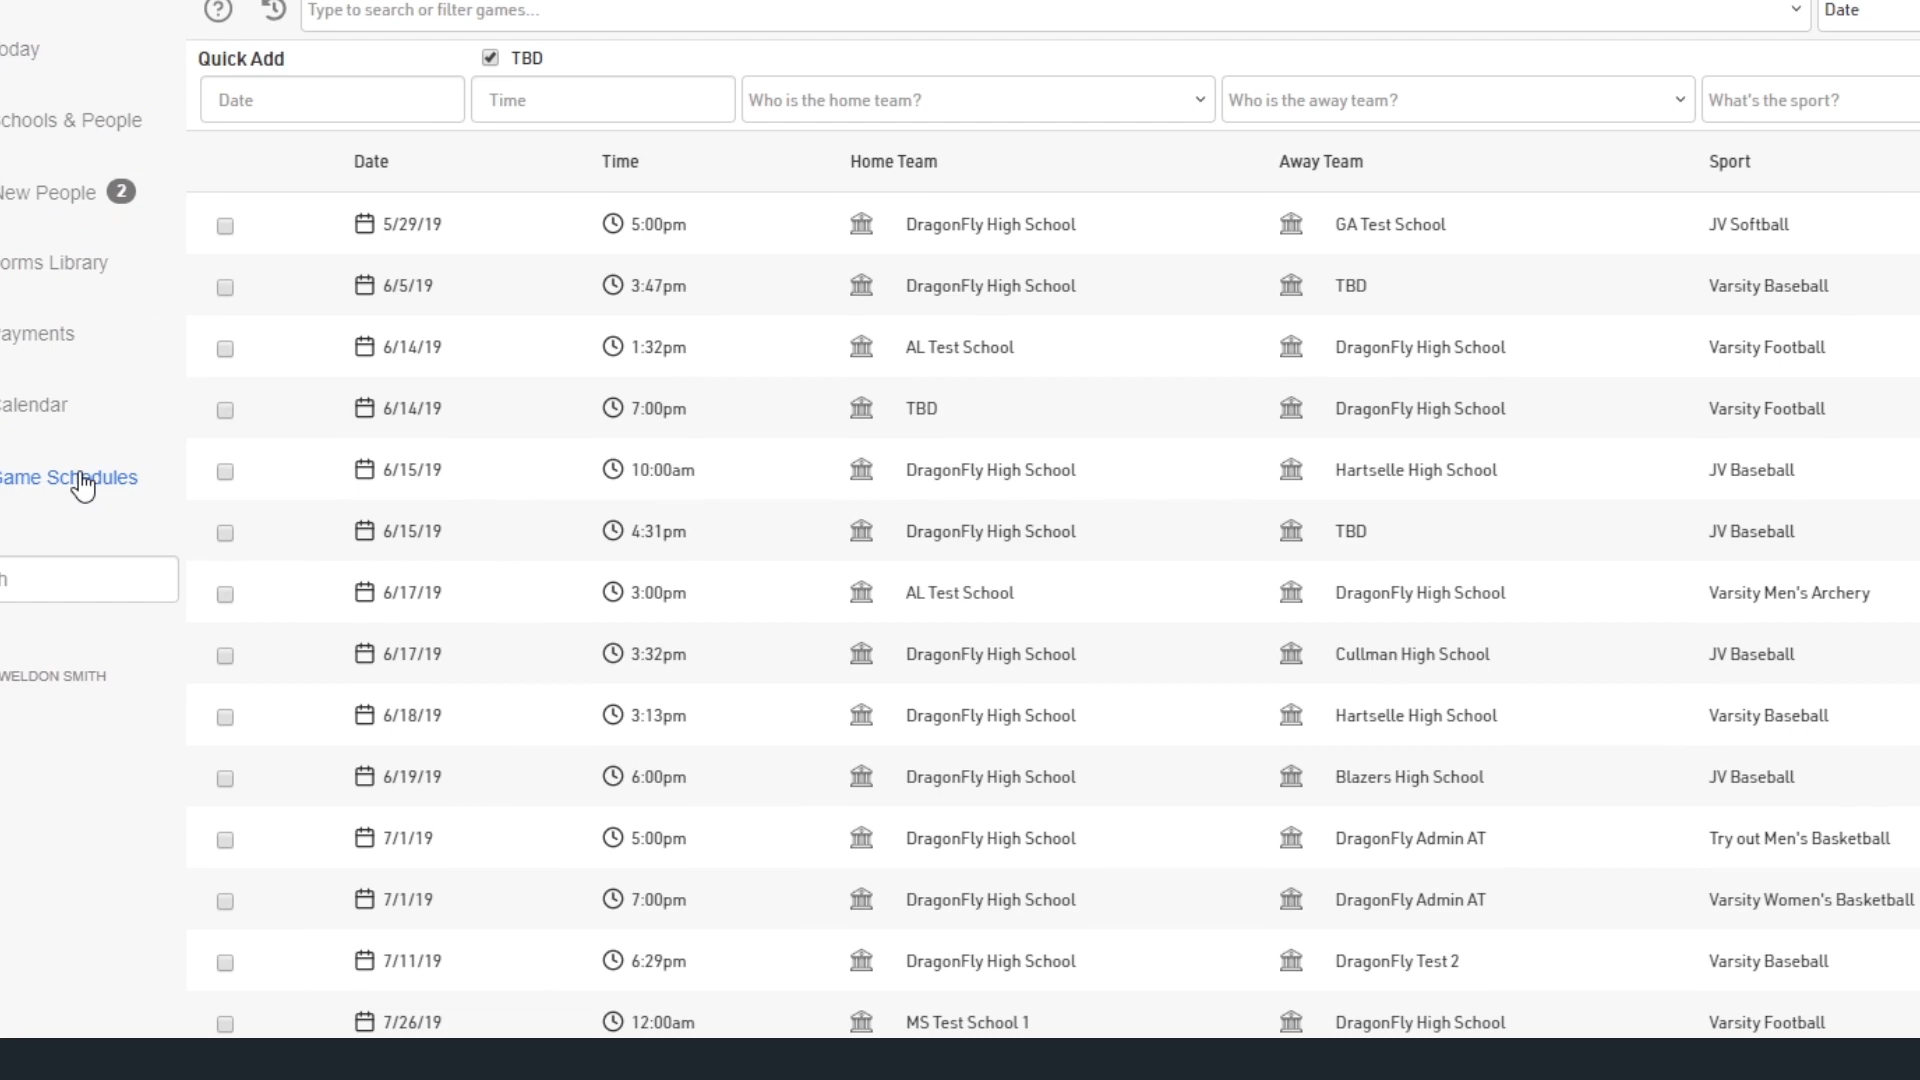 Type to search or filter games... Date
oday
Quick Add TBD
Date Time Who is the home team? Who is the away team? What's the sport?
chools & People
Date Time Home Team Away Team Sport
New People 2
5/29/19 5:00pm DragonFly High School GA Test School JV Softball
orms Library
6/5/19 3:47pm DragonFly High School TBD Varsity Baseball
ayments
6/14/19 1:32pm AL Test School DragonFly High School Varsity Football
alendar
6/14/19 7:00pm TBD DragonFly High School Varsity Football
Game Schedules
6/15/19 10:00am DragonFly High School Hartselle High School JV Baseball
6/15/19 4:31pm DragonFly High School TBD JV Baseball
h
6/17/19 3:00pm AL Test School DragonFly High School Varsity Men's Archery
6/17/19 3:32pm DragonFly High School Cullman High School JV Baseball
WELDON SMITH
6/18/19 3:13pm DragonFly High School Hartselle High School Varsity Baseball
6/19/19 6:00pm DragonFly High School Blazers High School JV Baseball
7/1/19 5:00pm DragonFly High School DragonFly Admin AT Try out Men's Basketball
7/1/19 7:00pm DragonFly High School DragonFly Admin AT Varsity Women's Basketball
7/11/19 6:29pm DragonFly High School DragonFly Test 2 Varsity Baseball
7/26/19 12:00am MS Test School 1 DragonFly High School Varsity Football